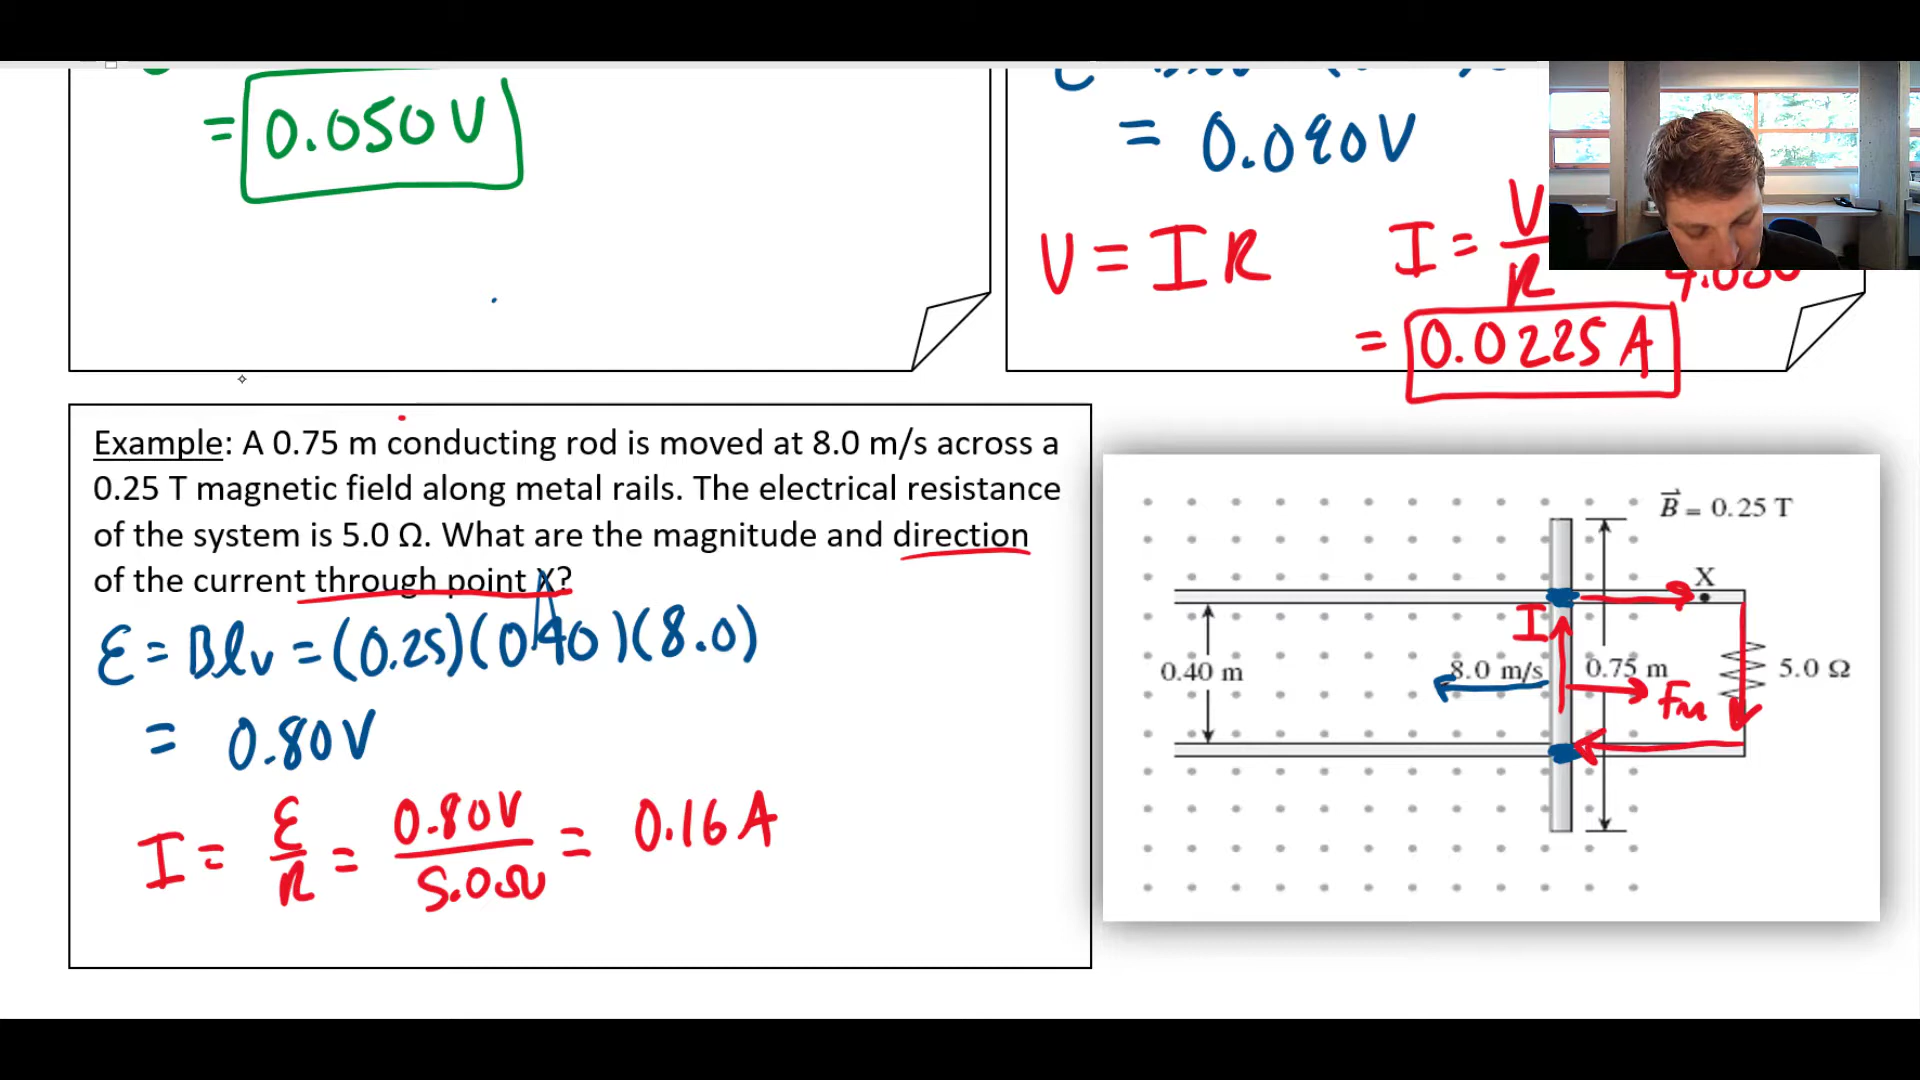 = 0.050 V
= 0.090 V
V = I R
I = V
R
= 0.0225 A
Example: A 0.75 m conducting rod is moved at 8.0 m/s across a
0.25 T magnetic field along metal rails. The electrical resistance
of the system is 5.0 Ω. What are the magnitude and direction
of the current through point X?
ℰ = Blv = (0.25)(0.40)(8.0)
= 0.80 V
I = ℰ/R = 0.80V/5.0Ω = 0.16 A
B⃗ = 0.25 T
X
I
0.40 m
8.0 m/s
0.75 m
5.0 Ω
Fm